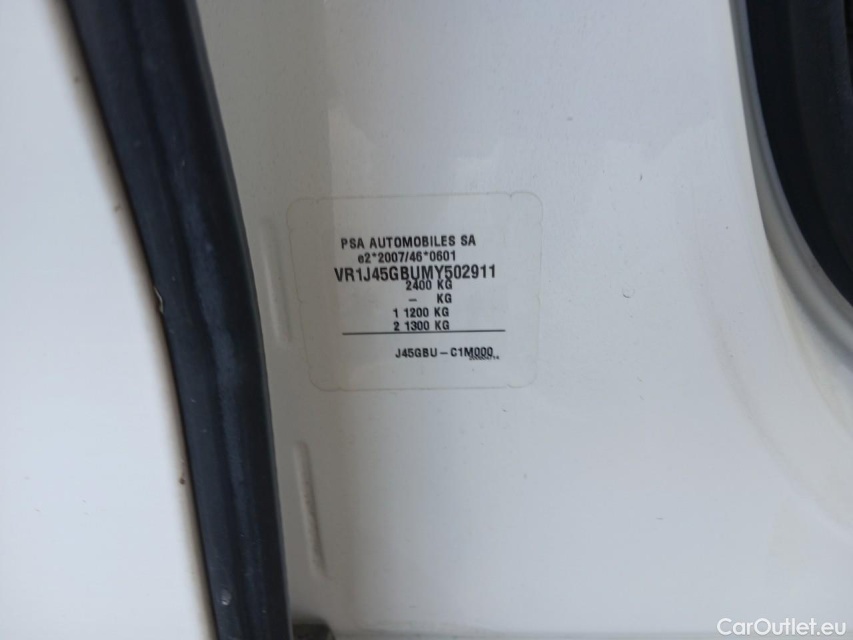 PSA AUTOMOBILES SA
e2*2007/46*0601
VR1J45GBUMY502911
2400 KG
– KG
1 1200 KG
2 1300 KG
J45GBU – C1M000
CarOutlet.eu